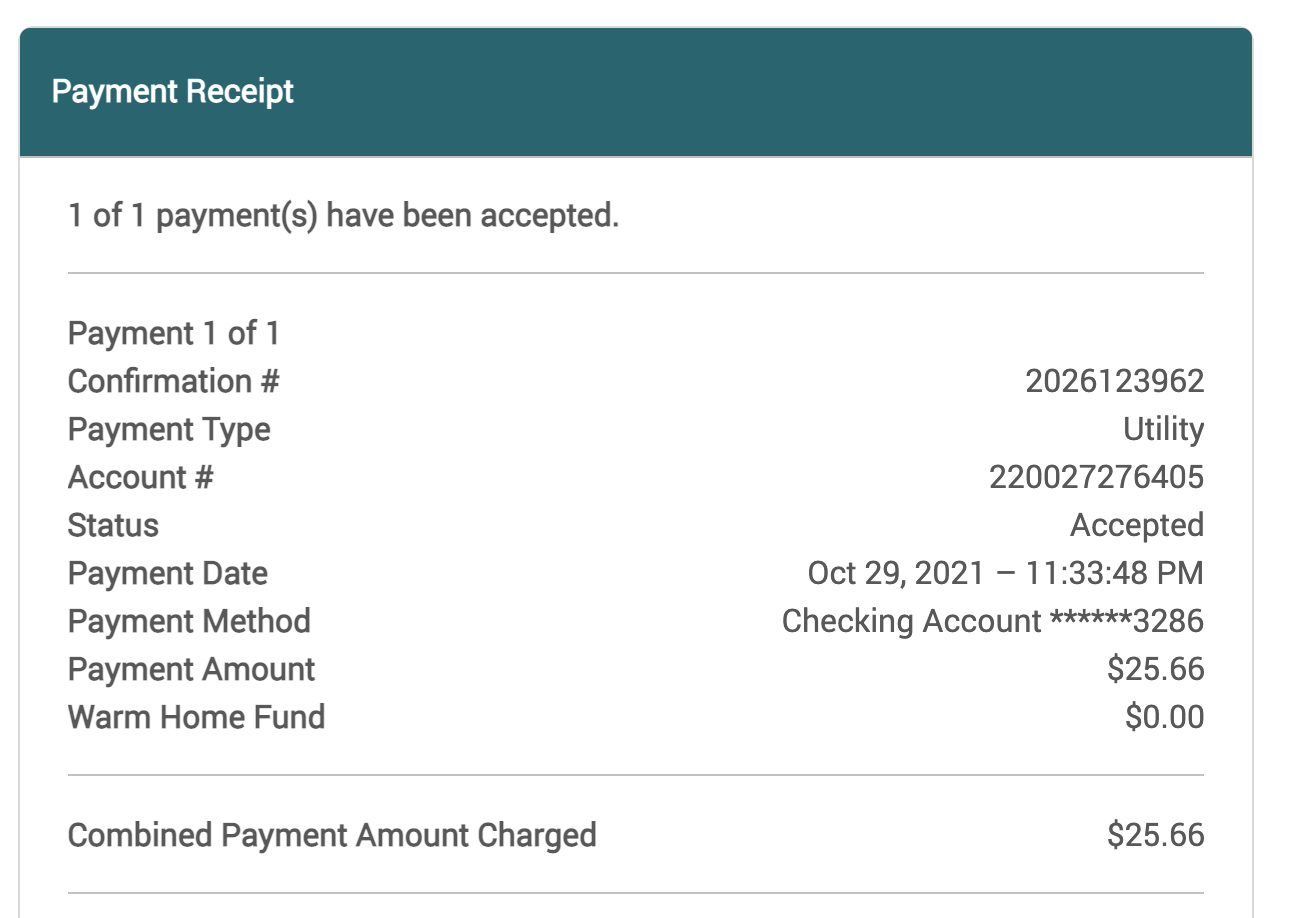 Payment Receipt
1 of 1 payment(s) have been accepted.
Payment 1 of 1
Confirmation # 2026123962
Payment Type Utility
Account # 220027276405
Status Accepted
Payment Date Oct 29, 2021 – 11:33:48 PM
Payment Method Checking Account ******3286
Payment Amount $25.66
Warm Home Fund $0.00
Combined Payment Amount Charged $25.66